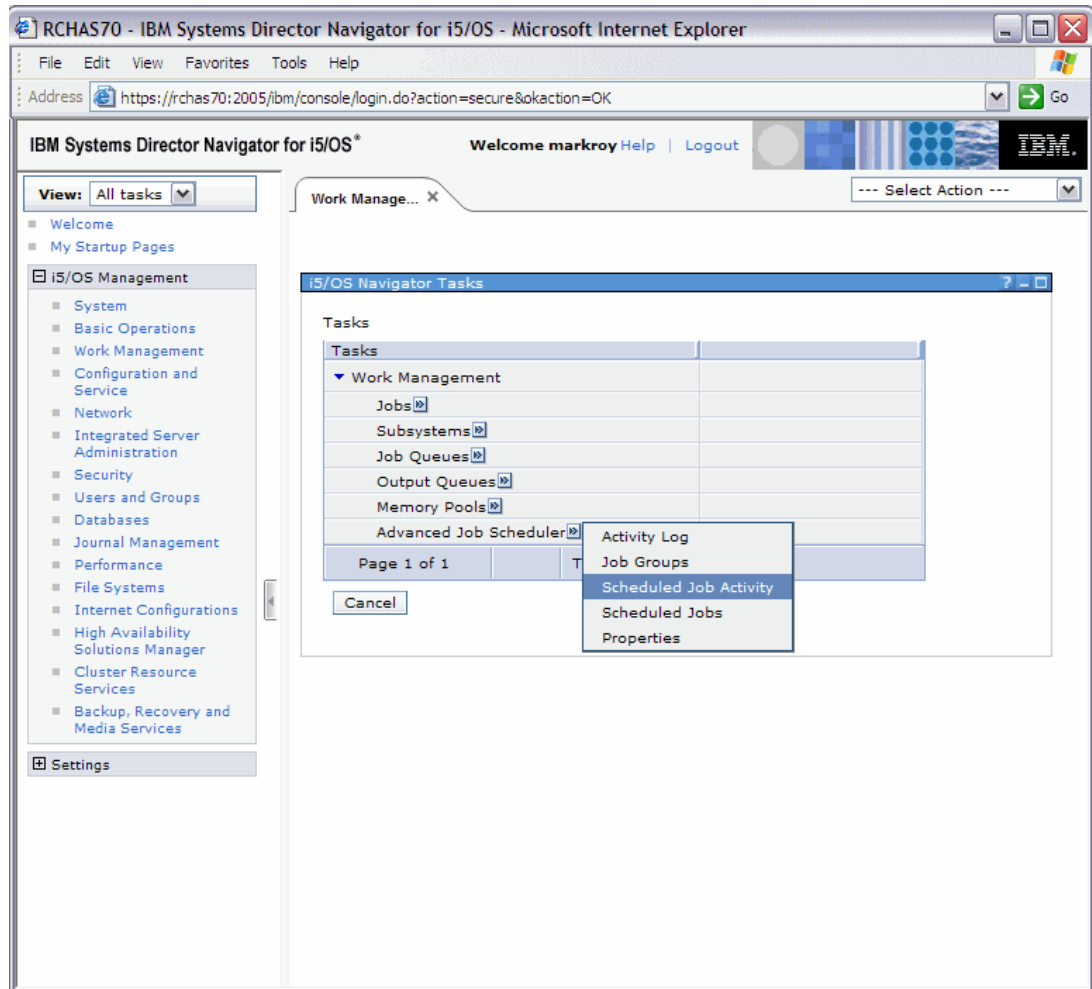 RCHAS70 - IBM Systems Director Navigator for i5/OS - Microsoft Internet Explorer
File Edit View Favorites Tools Help
Address https://rchas70:2005/ibm/console/login.do?action=secure&okaction=OK Go
IBM Systems Director Navigator for i5/OS® Welcome markroy Help | Logout IBM.
View: All tasks
Work Manage... X
--- Select Action ---
Welcome
My Startup Pages
i5/OS Management
System
Basic Operations
Work Management
Configuration and
Service
Network
Integrated Server
Administration
Security
Users and Groups
Databases
Journal Management
Performance
File Systems
Internet Configurations
High Availability
Solutions Manager
Cluster Resource
Services
Backup, Recovery and
Media Services
Settings
i5/OS Navigator Tasks ?
Tasks
Tasks
Work Management
Jobs
Subsystems
Job Queues
Output Queues
Memory Pools
Advanced Job Scheduler
Page 1 of 1 T
Cancel
Activity Log
Job Groups
Scheduled Job Activity
Scheduled Jobs
Properties